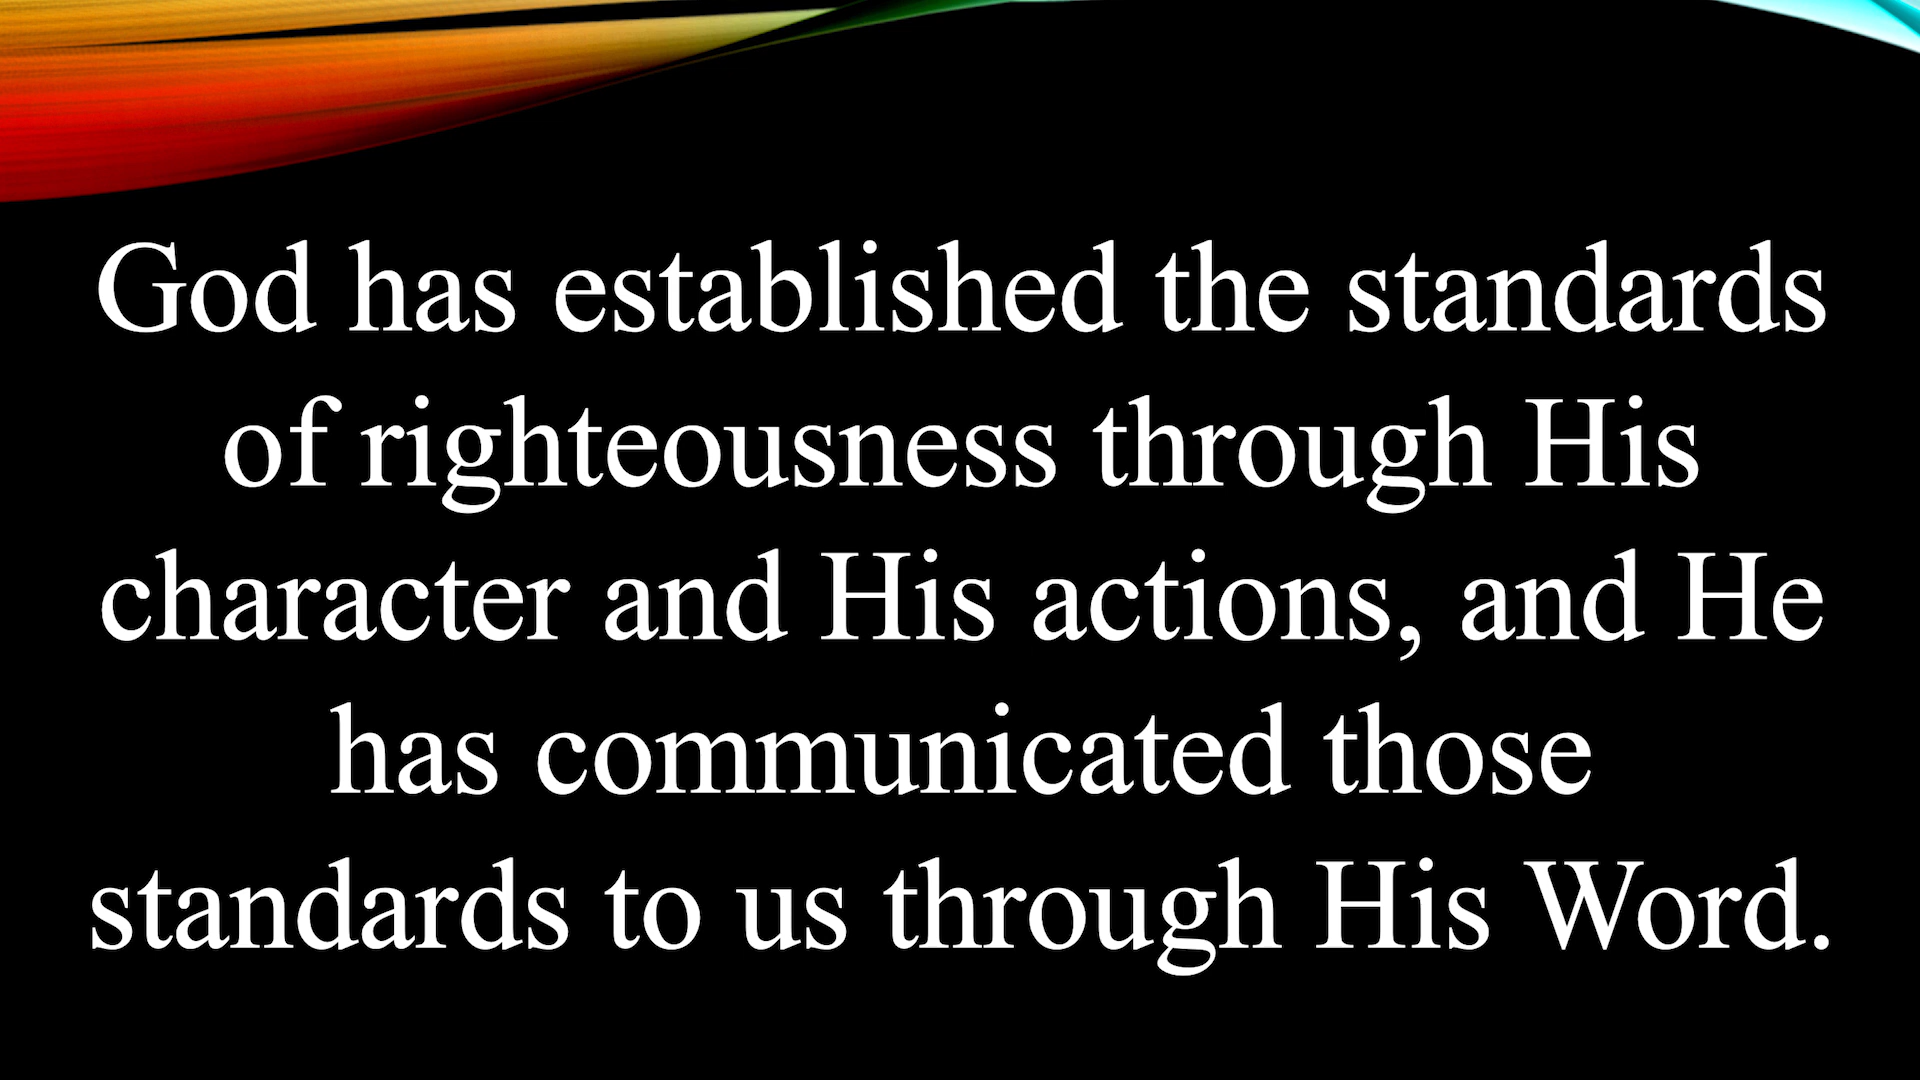 God has established the standards
of righteousness through His
character and His actions, and He
has communicated those
standards to us through His Word.